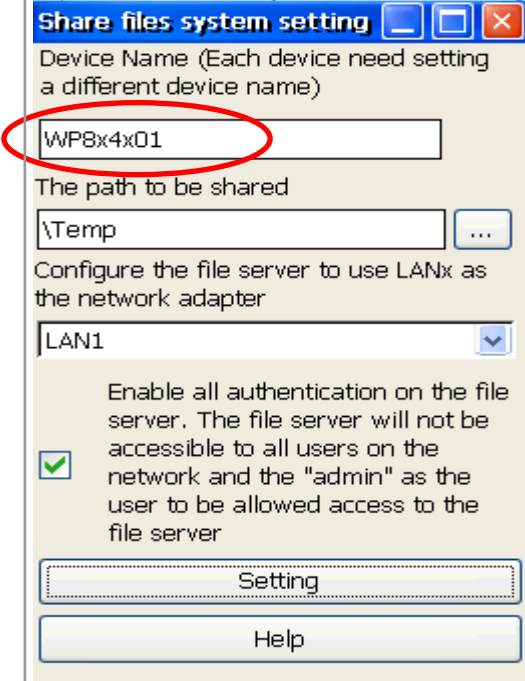 Share files system setting
Device Name (Each device need setting
a different device name)
WP8x4x01
The path to be shared
\Temp
...
Configure the file server to use LANx as
the network adapter
LAN1
Enable all authentication on the file
server. The file server will not be
accessible to all users on the
network and the "admin" as the
user to be allowed access to the
file server
Setting
Help